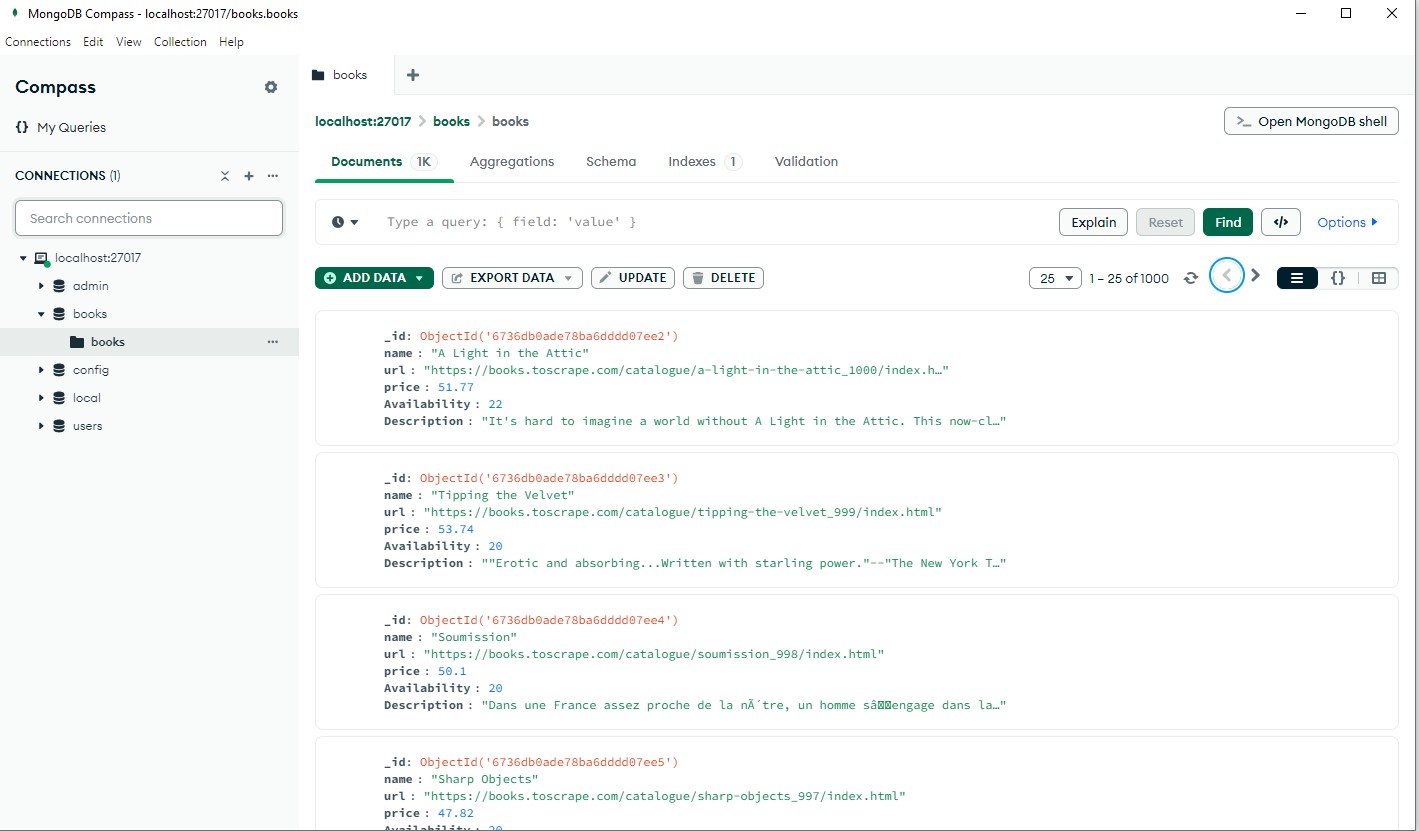 MongoDB Compass - localhost:27017/books.books
Connections Edit View Collection Help
Compass
{} My Queries
CONNECTIONS (1)
Search connections
localhost:27017
admin
books
books
config
local
users
books
localhost:27017 > books > books
>_ Open MongoDB shell
Documents 1K Aggregations Schema Indexes 1 Validation
Type a query: { field: 'value' }
Explain Reset Find </> Options
ADD DATA EXPORT DATA UPDATE DELETE
25 1 – 25 of 1000 {}
_id: ObjectId('6736db0ade78ba6dddd07ee2')
name : "A Light in the Attic"
url : "https://books.toscrape.com/catalogue/a-light-in-the-attic_1000/index.h…"
price : 51.77
Availability : 22
Description : "It's hard to imagine a world without A Light in the Attic. This now-cl…"
_id: ObjectId('6736db0ade78ba6dddd07ee3')
name : "Tipping the Velvet"
url : "https://books.toscrape.com/catalogue/tipping-the-velvet_999/index.html"
price : 53.74
Availability : 20
Description : ""Erotic and absorbing...Written with starling power."--"The New York T…"
_id: ObjectId('6736db0ade78ba6dddd07ee4')
name : "Soumission"
url : "https://books.toscrape.com/catalogue/soumission_998/index.html"
price : 50.1
Availability : 20
Description : "Dans une France assez proche de la nÃ´tre, un homme sâengage dans la…"
_id: ObjectId('6736db0ade78ba6dddd07ee5')
name : "Sharp Objects"
url : "https://books.toscrape.com/catalogue/sharp-objects_997/index.html"
price : 47.82
Availability : 20